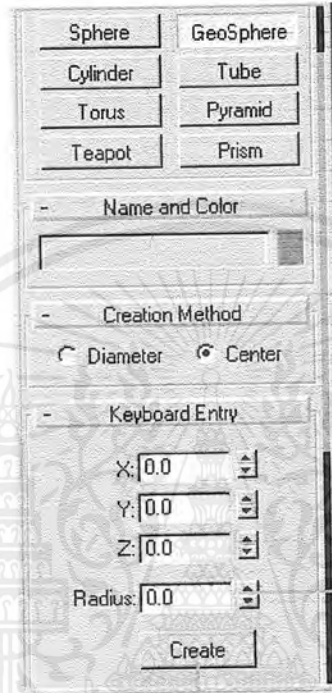 Sphere GeoSphere
Cylinder Tube
Torus Pyramid
Teapot Prism
- Name and Color
- Creation Method
Diameter Center
- Keyboard Entry
X: 0.0
Y: 0.0
Z: 0.0
Radius: 0.0
Create